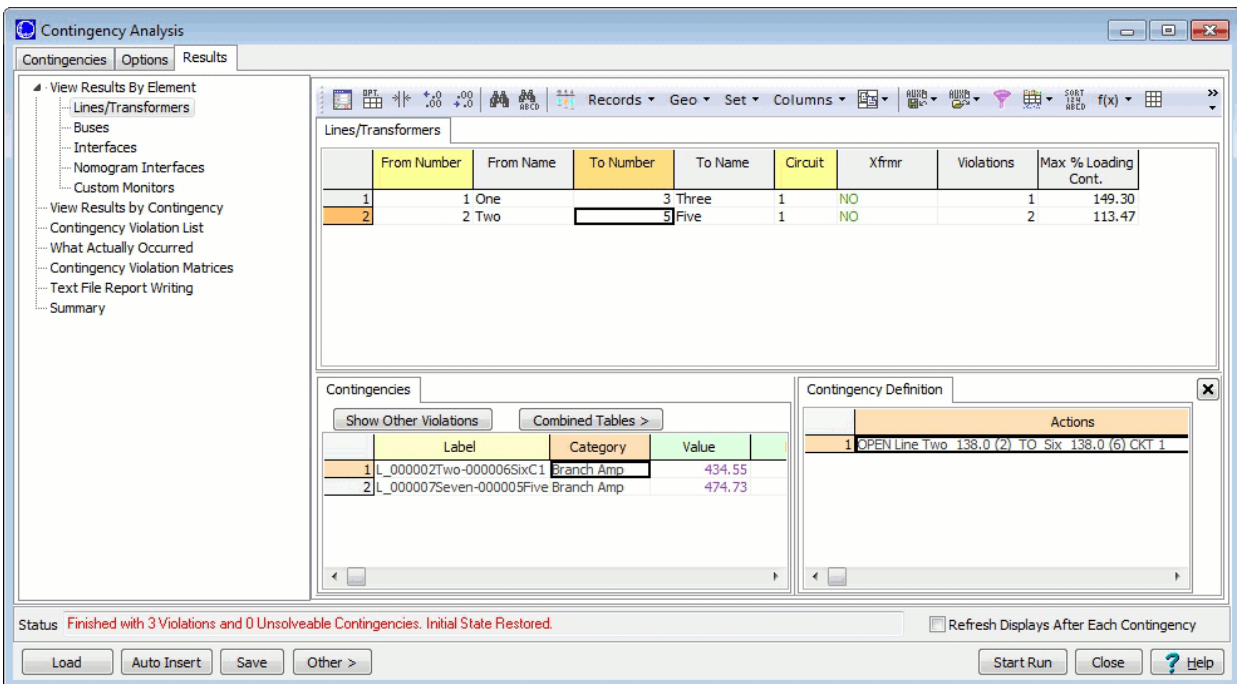 Contingency Analysis
Contingencies Options Results
View Results By Element
Lines/Transformers
Buses
Interfaces
Nomogram Interfaces
Custom Monitors
View Results by Contingency
Contingency Violation List
What Actually Occurred
Contingency Violation Matrices
Text File Report Writing
Summary
Records Geo Set Columns f(x)
Lines/Transformers
From Number From Name To Number To Name Circuit Xfrmr Violations Max % Loading Cont.
1 1 One 3 Three 1 NO 1 149.30
2 2 Two 5 Five 1 NO 2 113.47
Contingencies
Show Other Violations Combined Tables >
Label Category Value
1 L_000002Two-000006SixC1 Branch Amp 434.55
2 L_000007Seven-000005Five Branch Amp 474.73
Contingency Definition
Actions
1 OPEN Line Two 138.0 (2) TO Six 138.0 (6) CKT 1
Status Finished with 3 Violations and 0 Unsolveable Contingencies. Initial State Restored.
Refresh Displays After Each Contingency
Load Auto Insert Save Other > Start Run Close ? Help